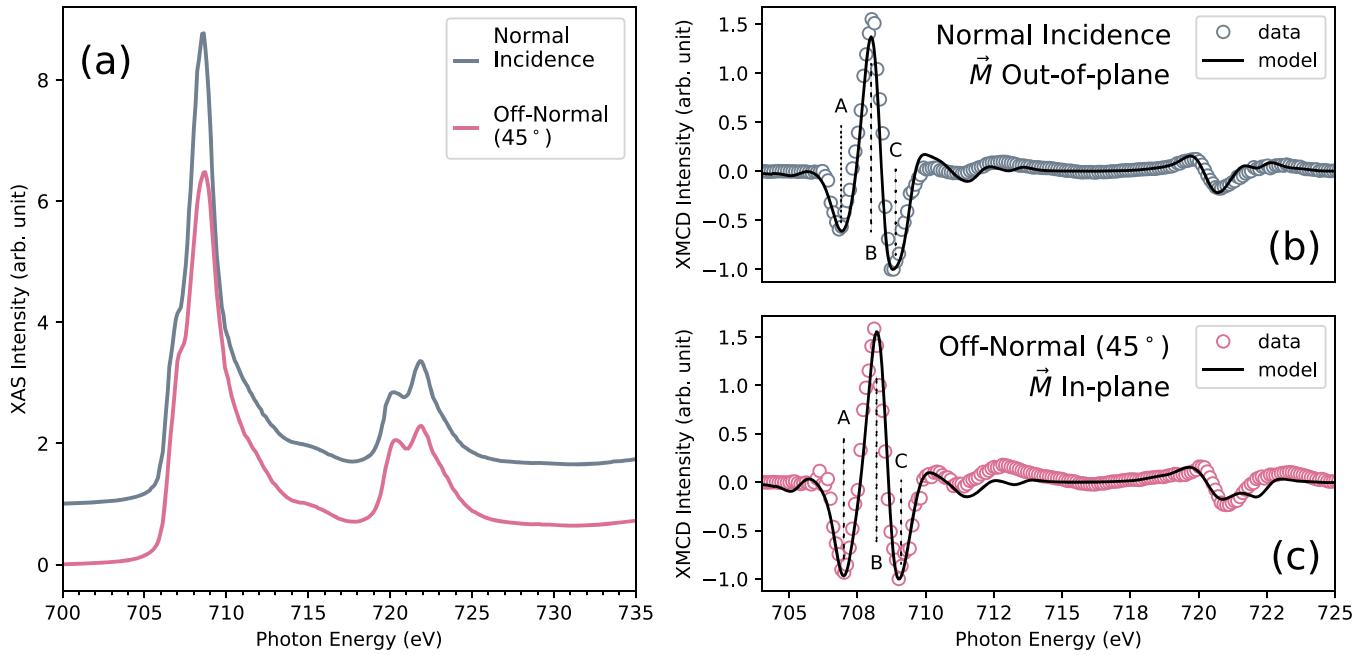 (a)
Normal
Incidence
Off-Normal
(45°)
XAS Intensity (arb. unit)
8
6
4
2
0
700 705 710 715 720 725 730 735
Photon Energy (eV)
(b)
Normal Incidence
M⃗ Out-of-plane
data
model
A
B
C
XMCD Intensity (arb. unit)
1.5
1.0
0.5
0.0
−0.5
−1.0
(c)
Off-Normal (45°)
M⃗ In-plane
data
model
A
B
C
XMCD Intensity (arb. unit)
1.5
1.0
0.5
0.0
−0.5
−1.0
705 708 710 712 715 718 720 722 725
Photon Energy (eV)